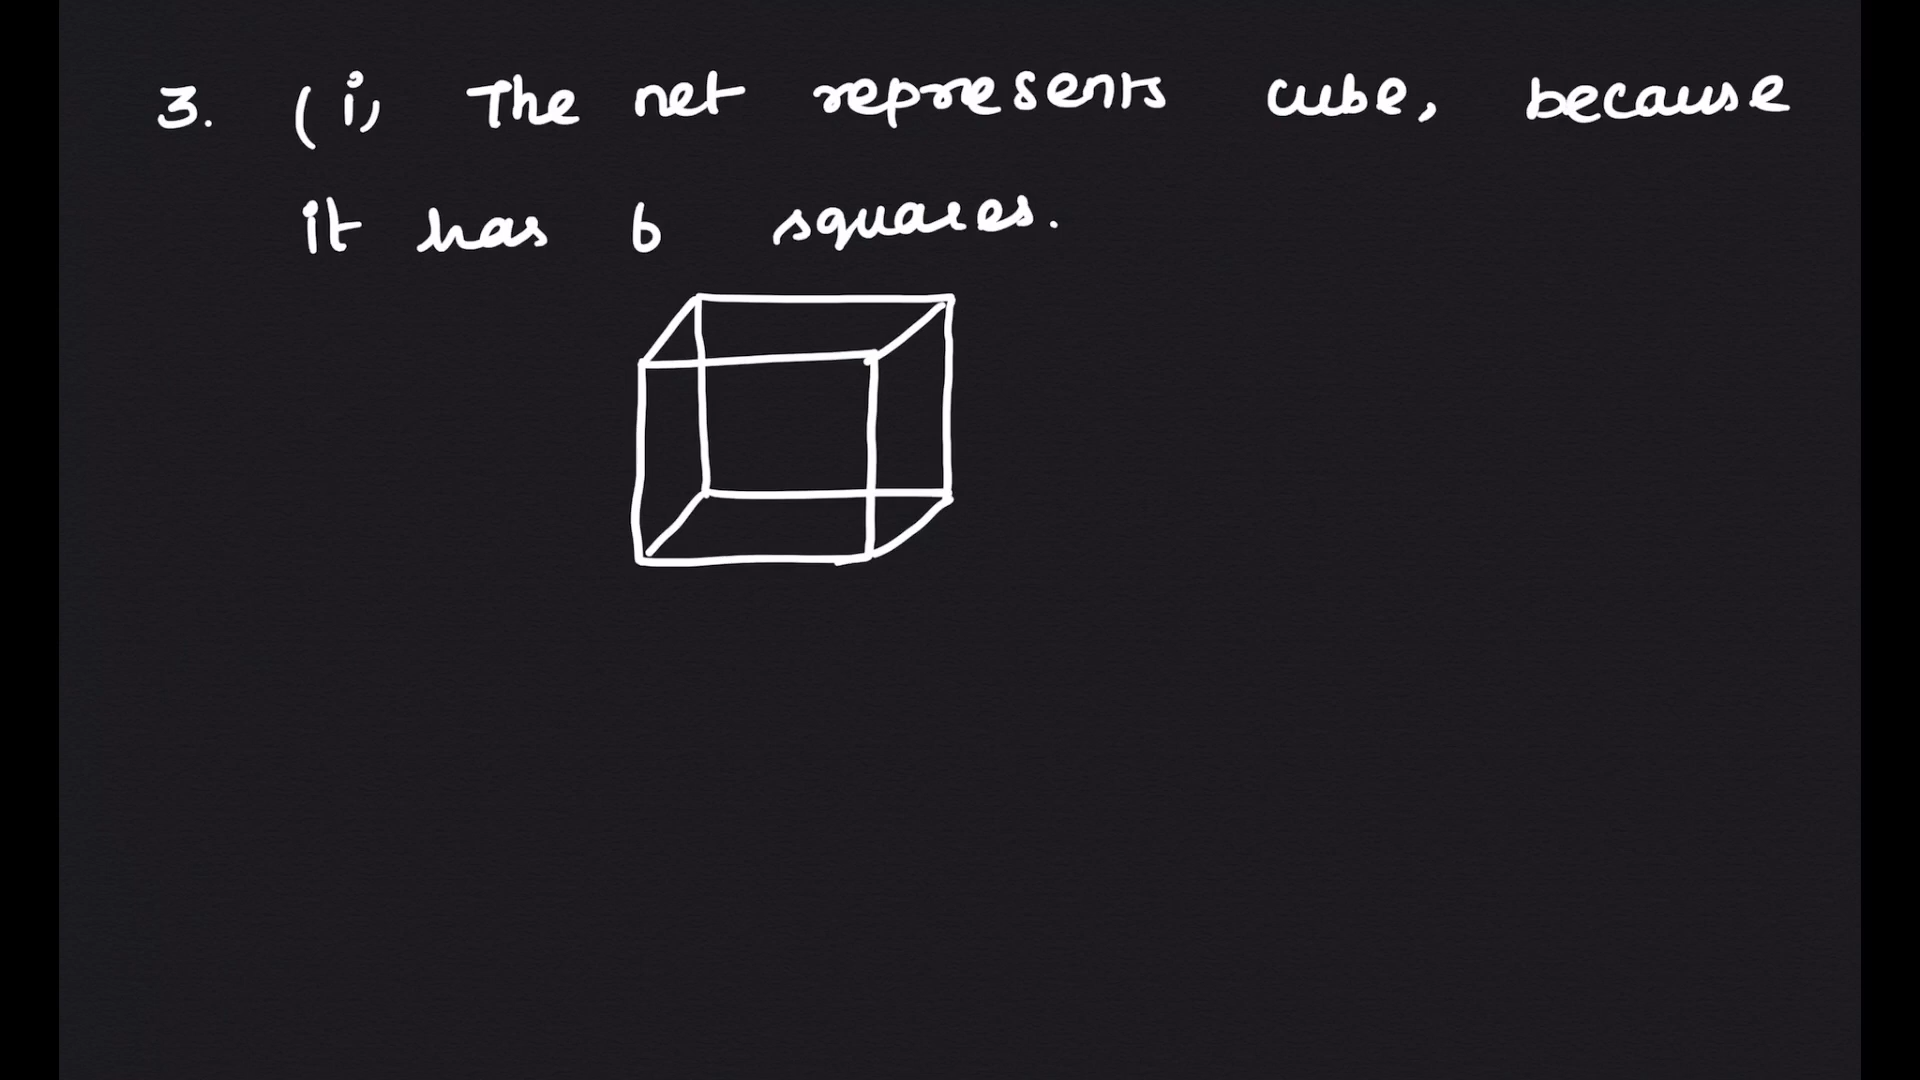 3. (i) The net represents cube, because
it has 6 squares.